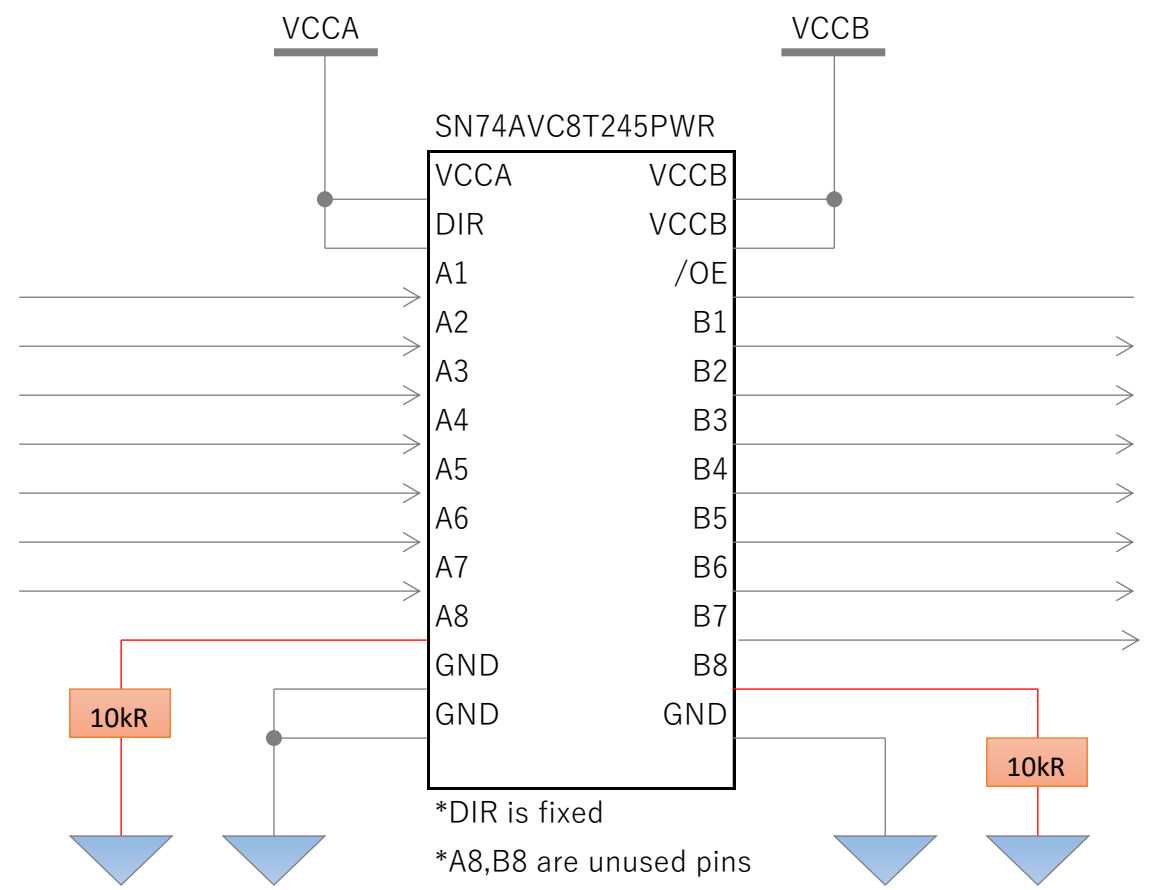 VCCA
VCCB
SN74AVC8T245PWR
VCCA
VCCB
DIR
VCCB
A1
/OE
A2
B1
A3
B2
A4
B3
A5
B4
A6
B5
A7
B6
A8
B7
GND
B8
GND
GND
10kR
10kR
*DIR is fixed
*A8,B8 are unused pins